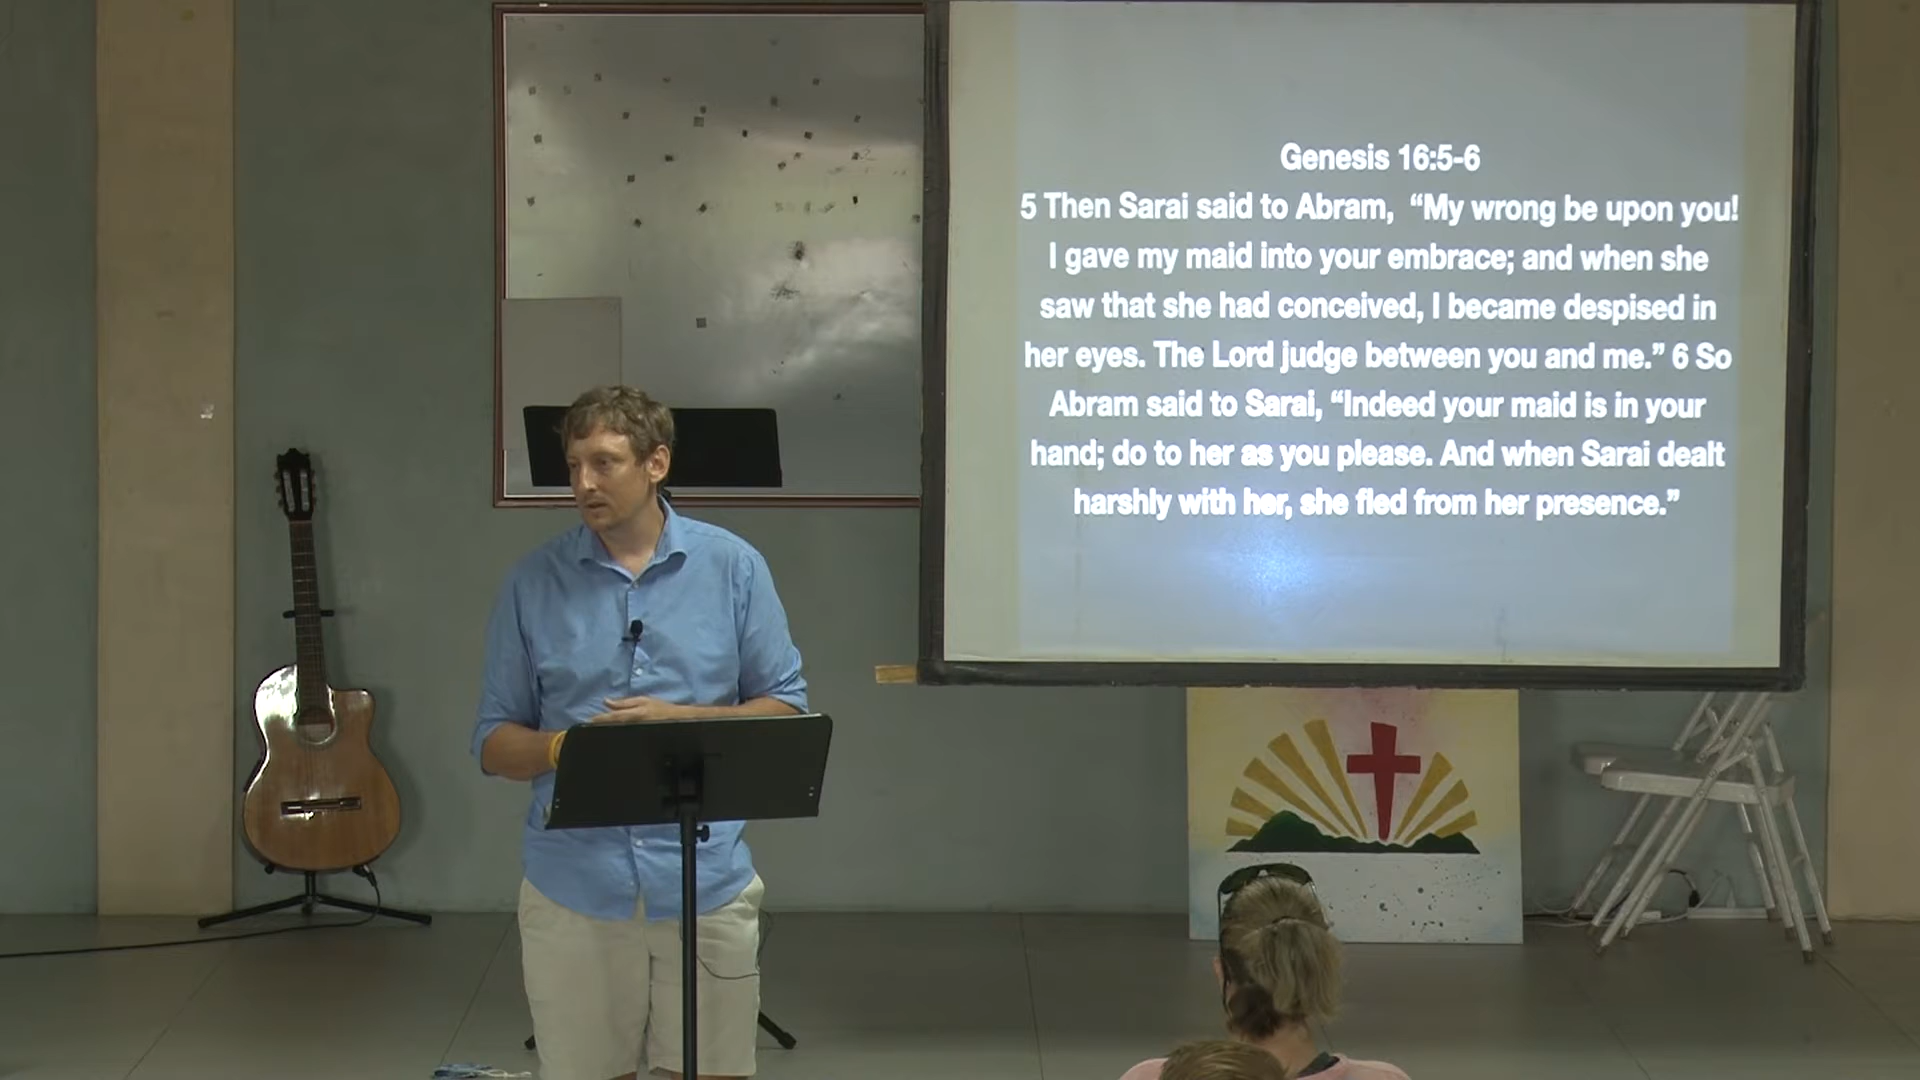 Genesis 16:5-6
5 Then Sarai said to Abram,  “My wrong be upon you!
I gave my maid into your embrace; and when she
saw that she had conceived, I became despised in
her eyes. The Lord judge between you and me.” 6 So
Abram said to Sarai, “Indeed your maid is in your
hand; do to her as you please. And when Sarai dealt
harshly with her, she fled from her presence.”